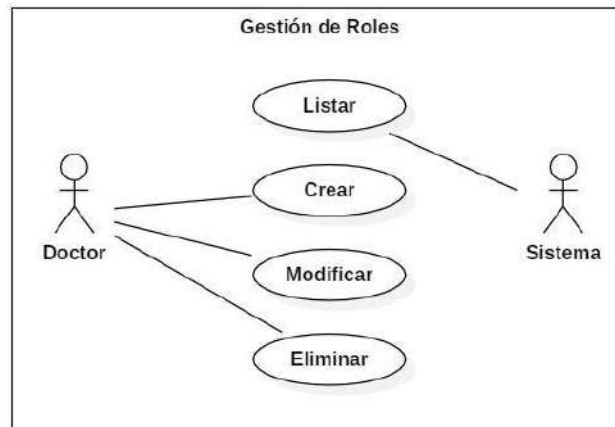 Gestión de Roles
Listar
Crear
Doctor
Sistema
Modificar
Eliminar